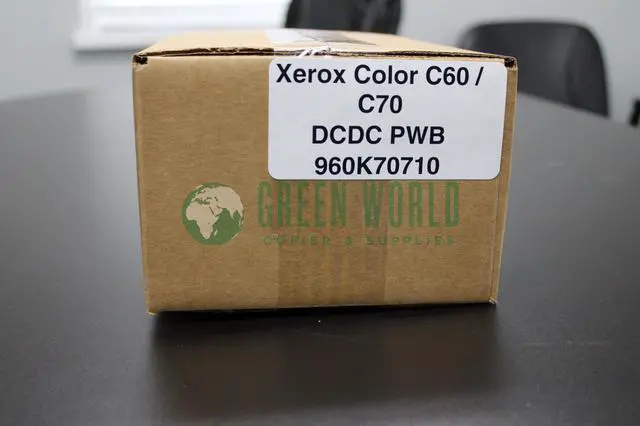 Xerox Color C60 /
C70
DCDC PWB
960K70710
GREEN WORLD
COPIER & SUPPLIES